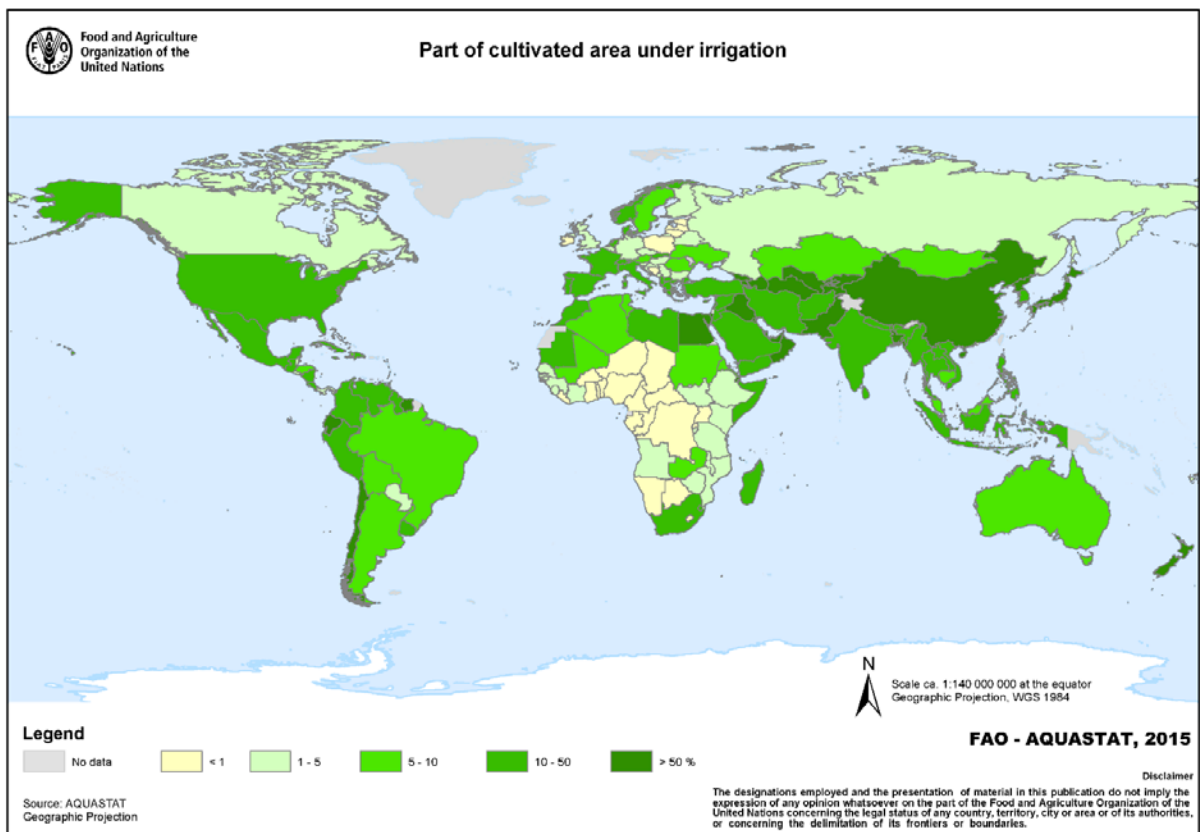 Food and Agriculture
Organization of the
United Nations
F A O
FIAT PANIS
Part of cultivated area under irrigation
N
Scale ca. 1:140 000 000 at the equator
Geographic Projection, WGS 1984
Legend
No data
< 1
1 - 5
5 - 10
10 - 50
> 50 %
FAO - AQUASTAT, 2015
Source: AQUASTAT
Geographic Projection
Disclaimer
The designations employed and the presentation of material in this publication do not imply the
expression of any opinion whatsoever on the part of the Food and Agriculture Organization of the
United Nations concerning the legal status of any country, territory, city or area or of its authorities,
or concerning the delimitation of its frontiers or boundaries.